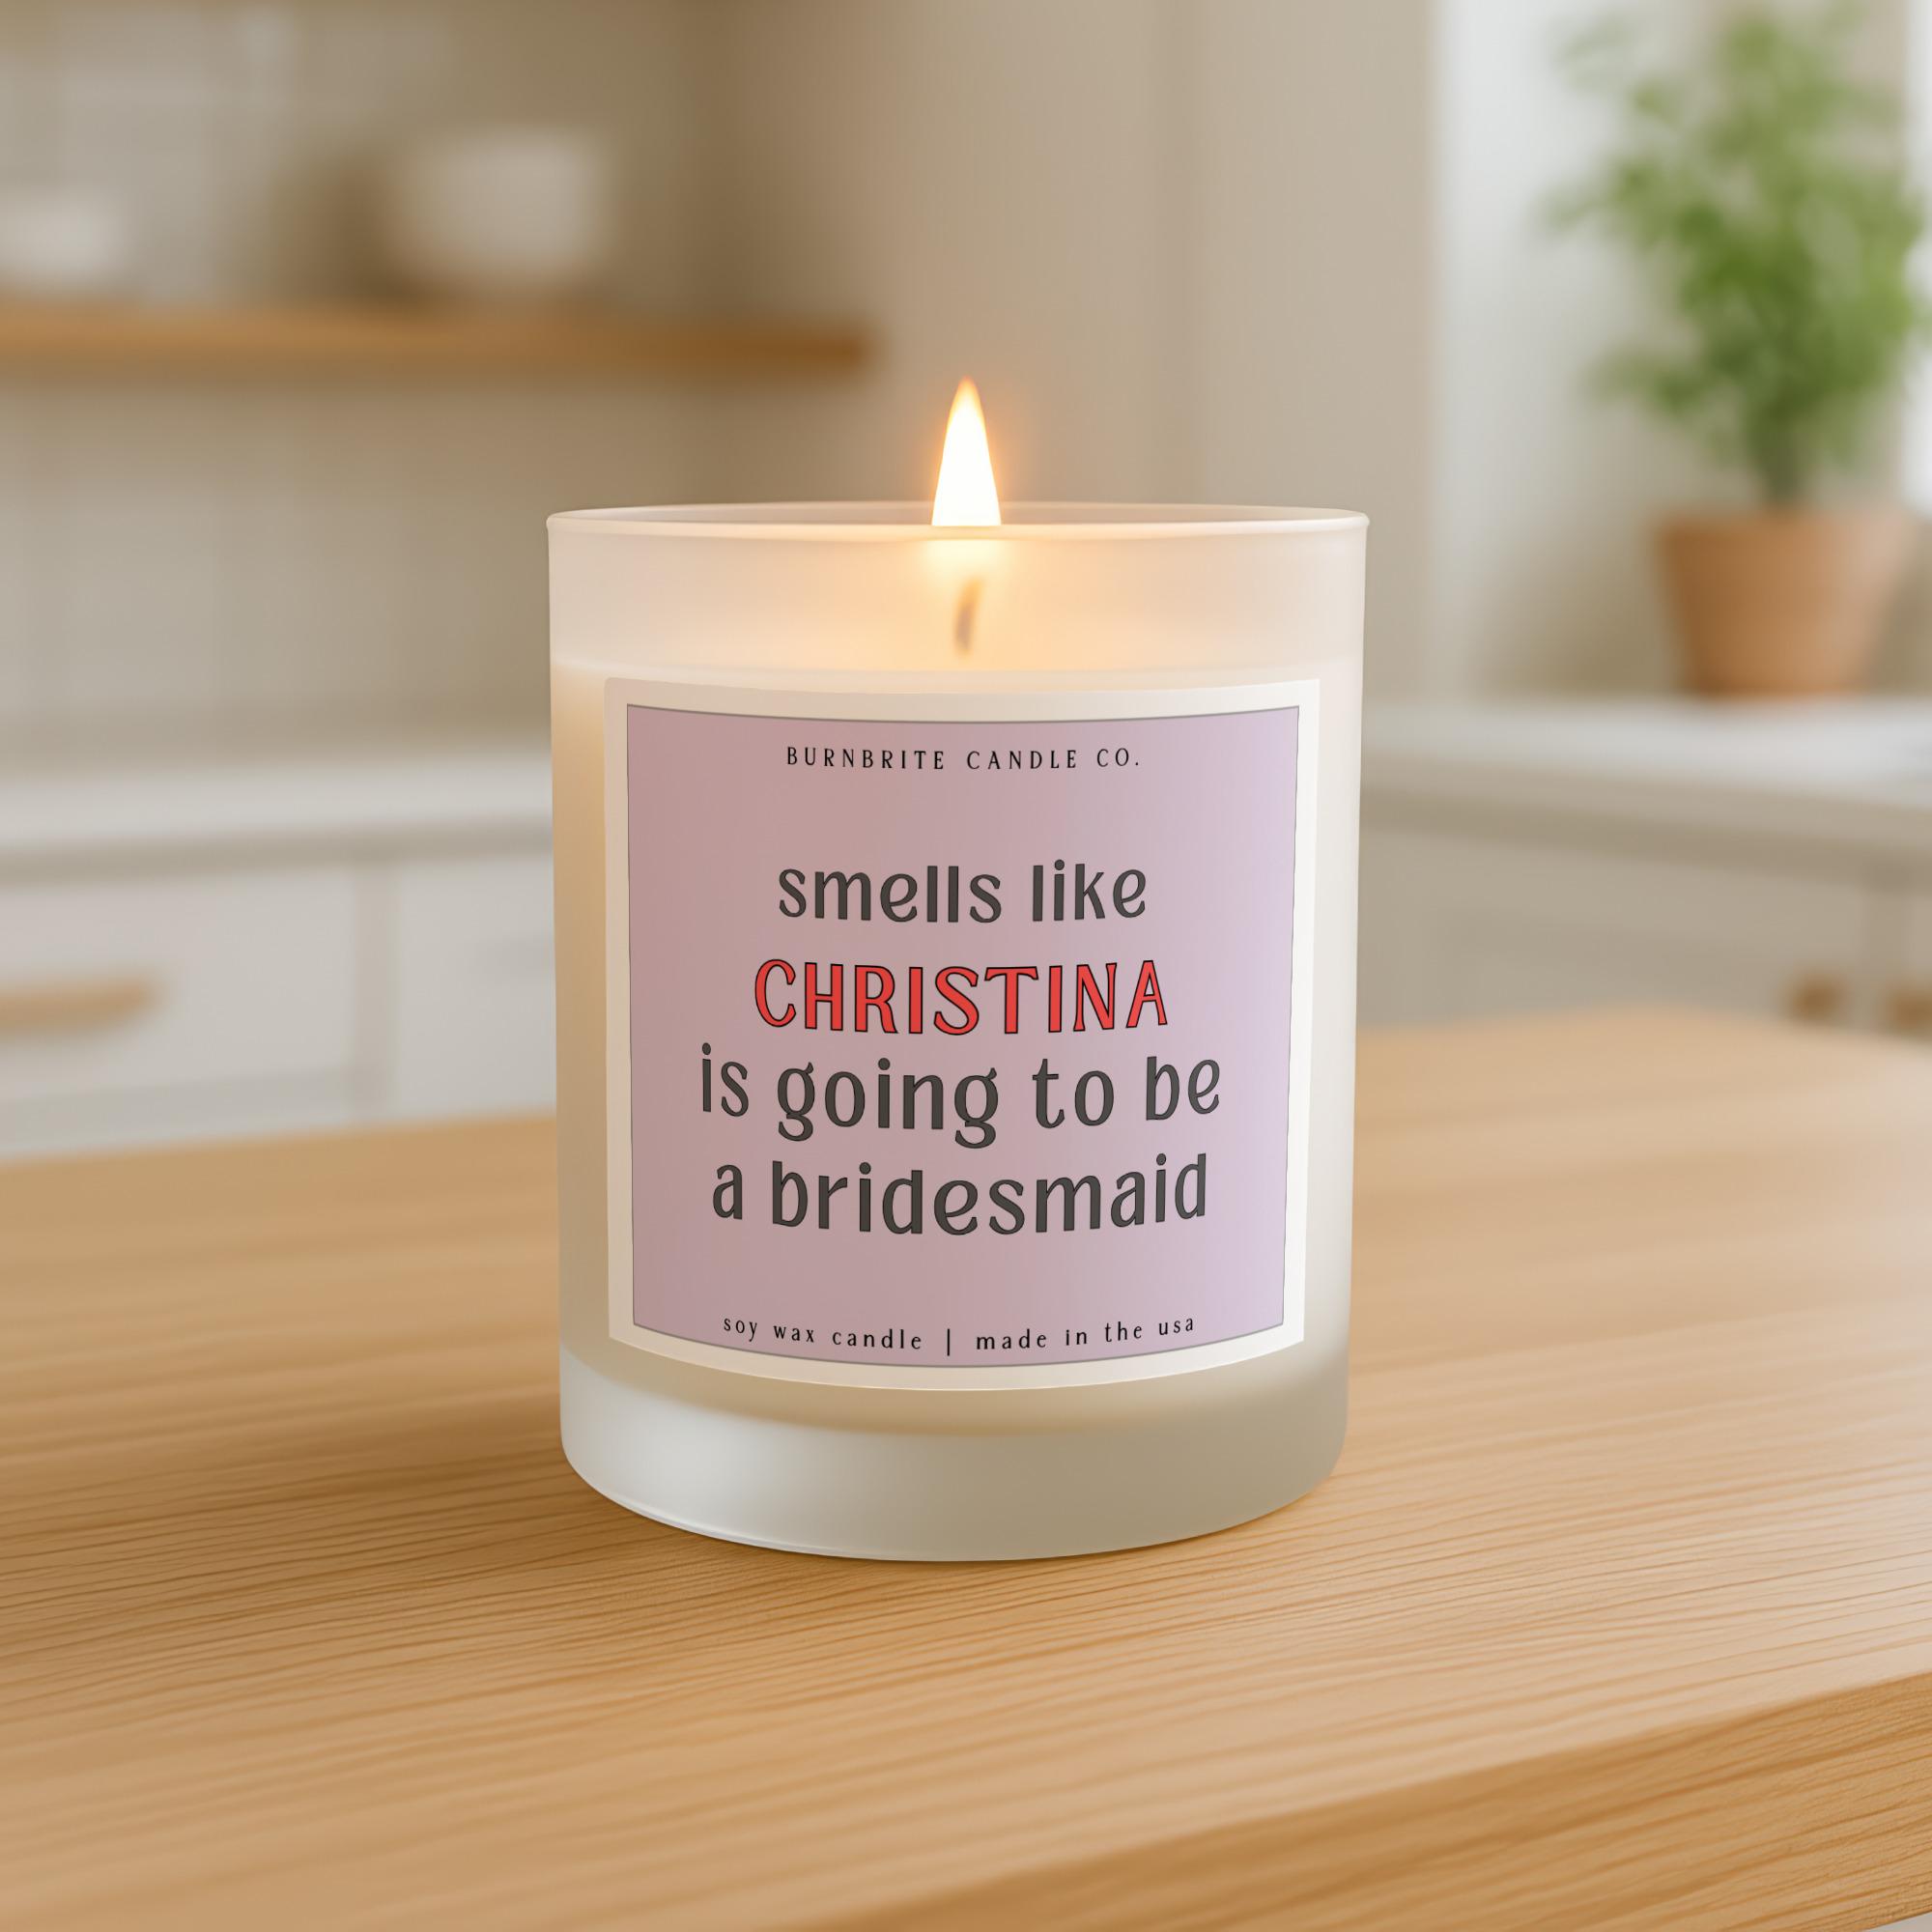 BURNBRITE CANDLE CO.
smells like
CHRISTINA
is going to be
a bridesmaid
soy wax candle | made in the usa